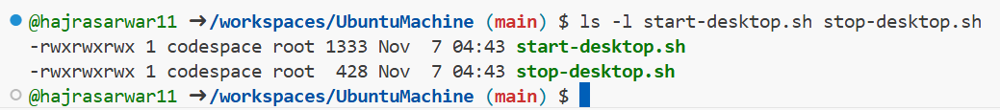 @hajrasarwar11 ➜/workspaces/UbuntuMachine (main) $ ls -l start-desktop.sh stop-desktop.sh
-rwxrwxrwx 1 codespace root 1333 Nov  7 04:43 start-desktop.sh
-rwxrwxrwx 1 codespace root  428 Nov  7 04:43 stop-desktop.sh
@hajrasarwar11 ➜/workspaces/UbuntuMachine (main) $